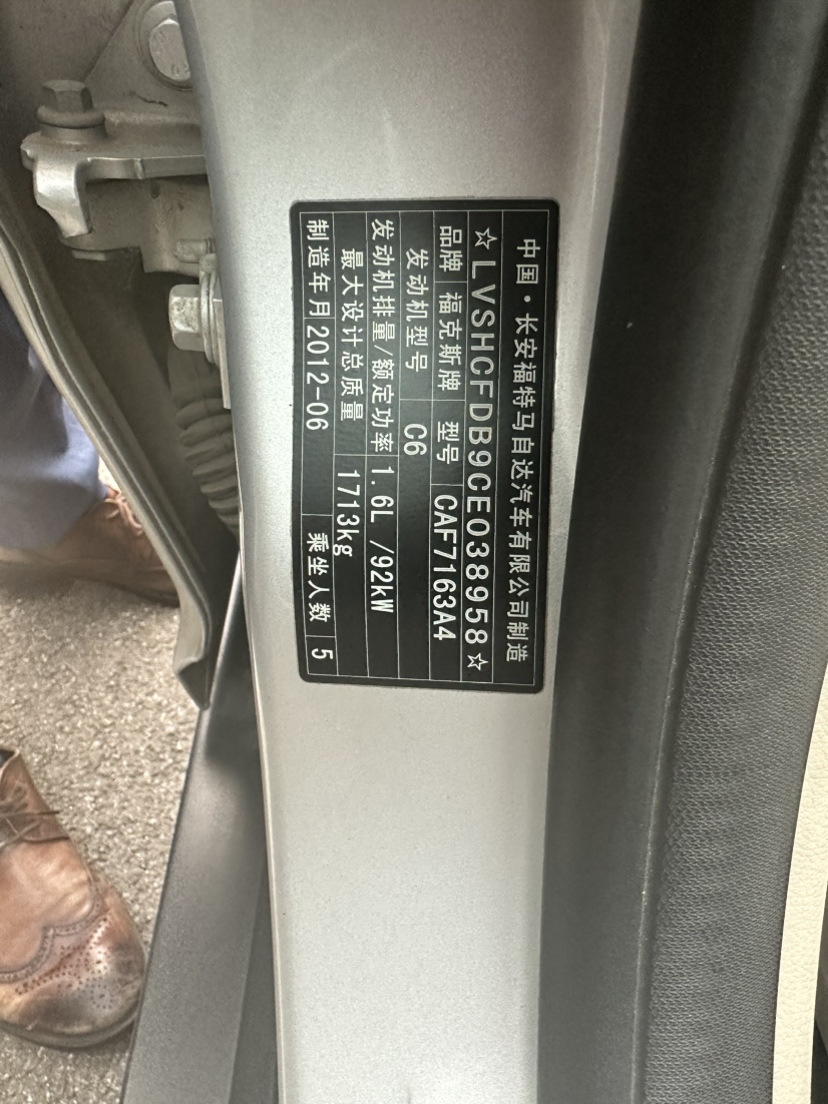 中国·长安福特马自达汽车有限公司制造
☆LVSHCFDB9CE038958☆
品牌 福克斯牌 型号 CAF7163A4
发动机型号 C6
发动机排量/额定功率 1.6L /92kW
最大设计总质量 1713kg
制造年月 2012-06 乘坐人数 5